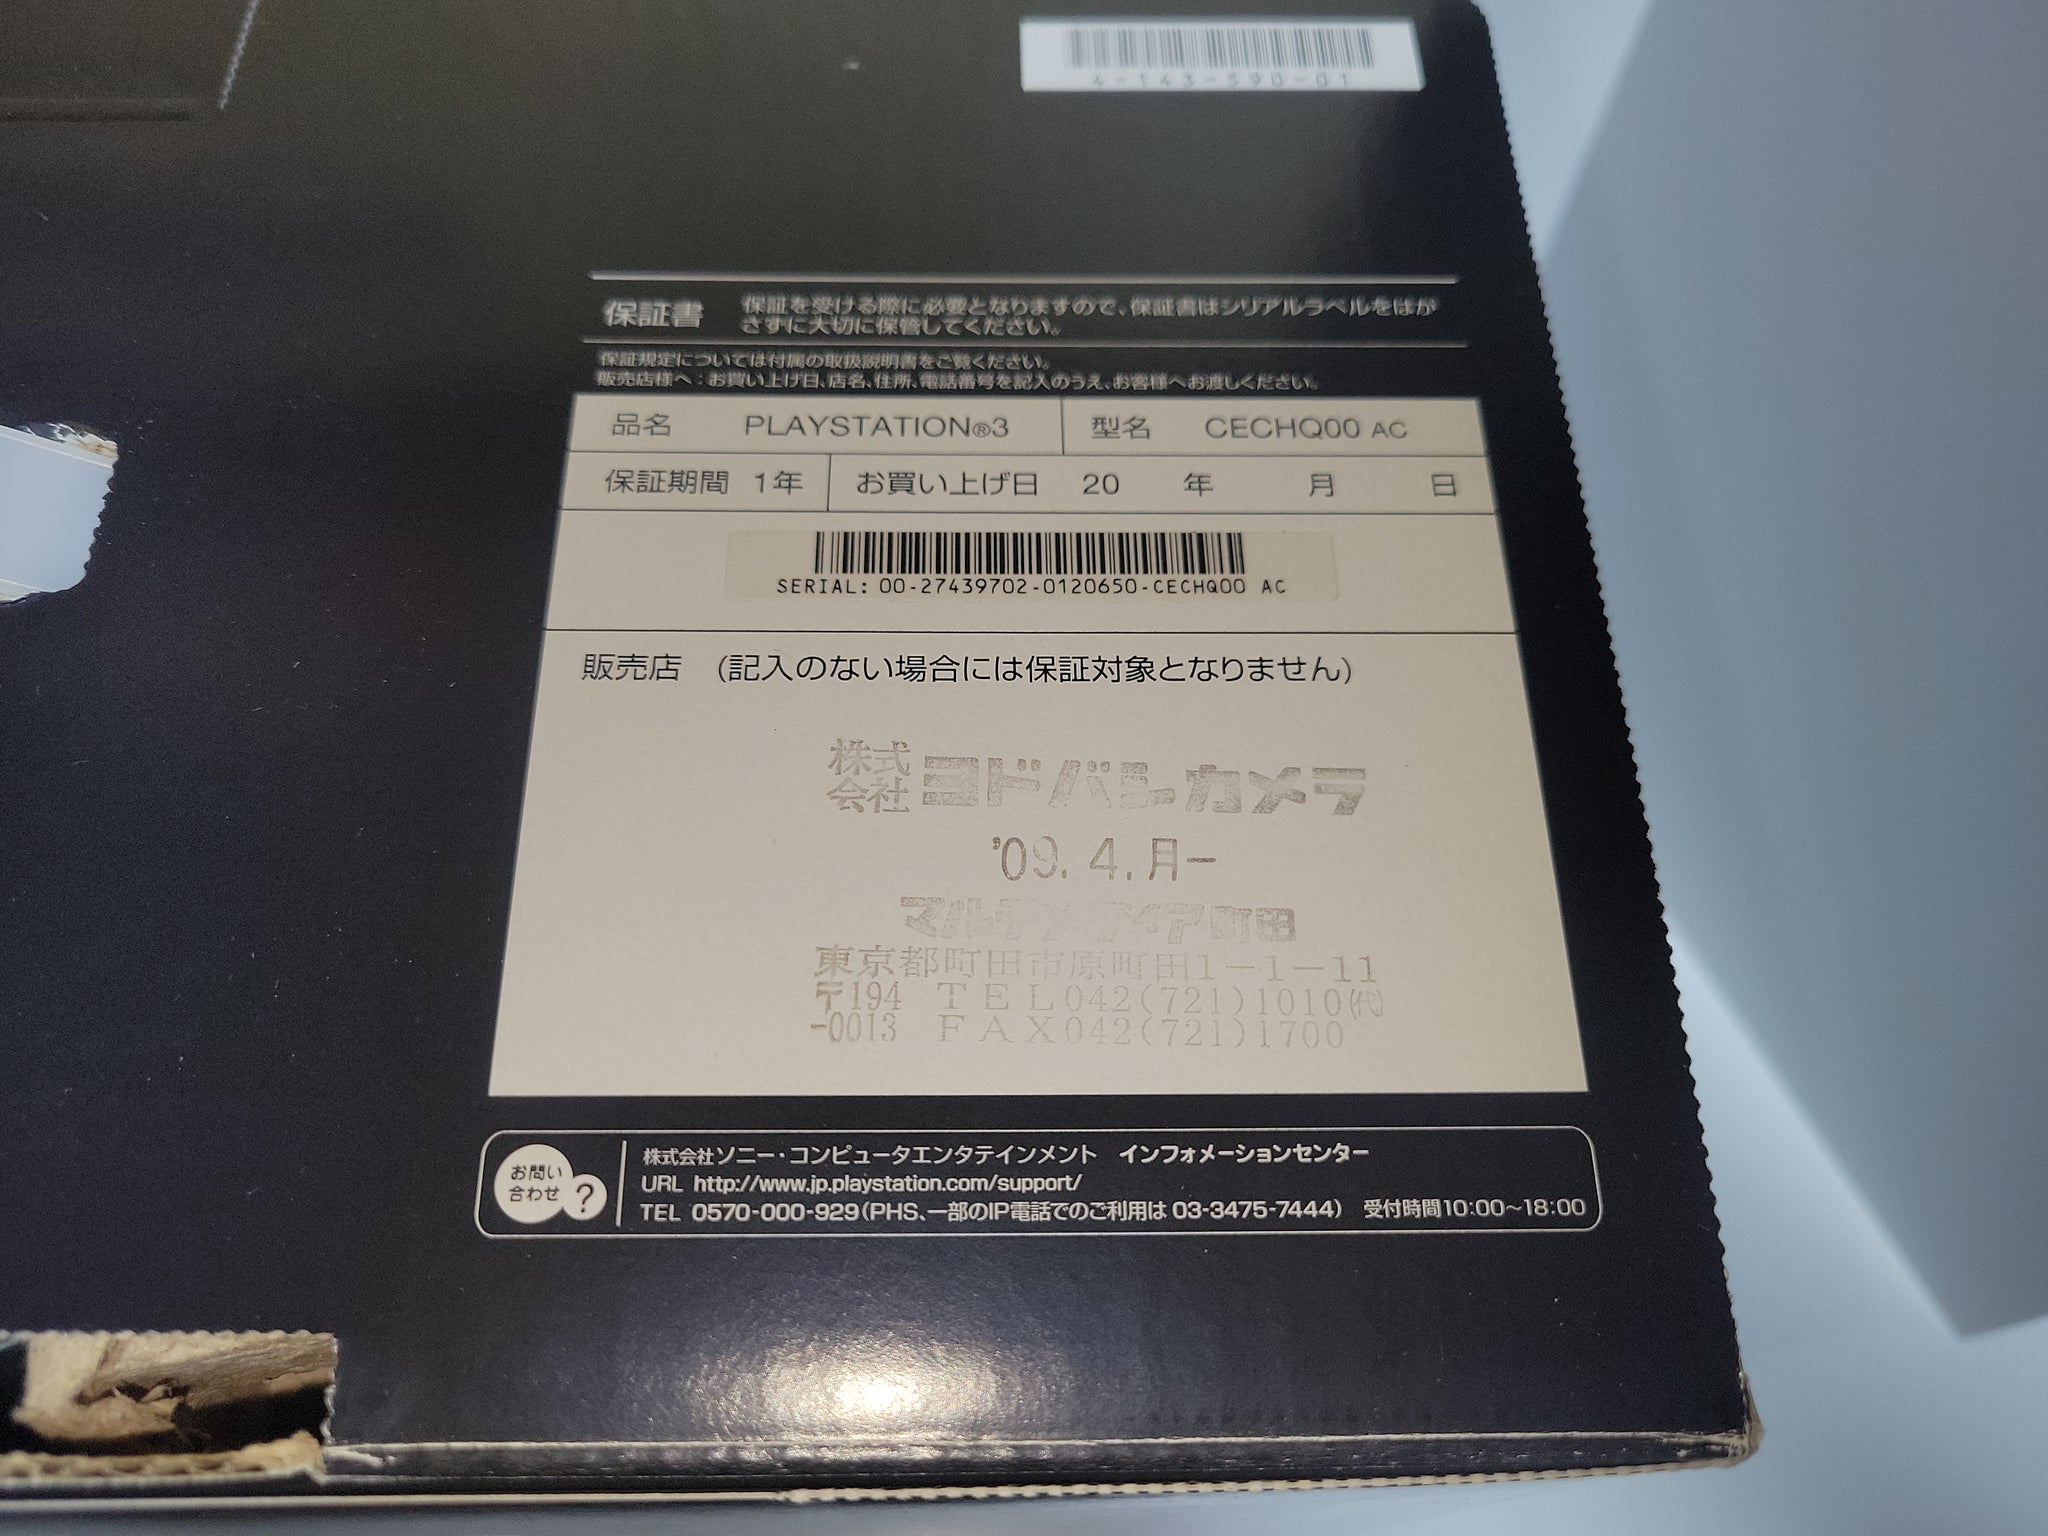 4-143-590-01
保証書
保証を受ける際に必要となりますので、保証書はシリアルラベルをはが
さずに大切に保管してください。
保証規定については付属の取扱説明書をご覧ください。
販売店様へ：お買い上げ日、店名、住所、電話番号を記入のうえ、お客様へお渡しください。
品名 PLAYSTATION®3 型名 CECHQ00 AC
保証期間 1年 お買い上げ日 20 年 月 日
SERIAL: 00-27439702-0120650-CECHQ00 AC
販売店 (記入のない場合には保証対象となりません)
株式会社 ヨドバシカメラ
'09.4.月-
マルチメディア町田
東京都町田市原町田1-1-11
〒194 TEL042(721)1010㈹
-0013 FAX042(721)1700
お問い合わせ?
株式会社ソニー・コンピュータエンタテインメント インフォメーションセンター
URL http://www.jp.playstation.com/support/
TEL 0570-000-929(PHS、一部のIP電話でのご利用は 03-3475-7444) 受付時間10:00~18:00